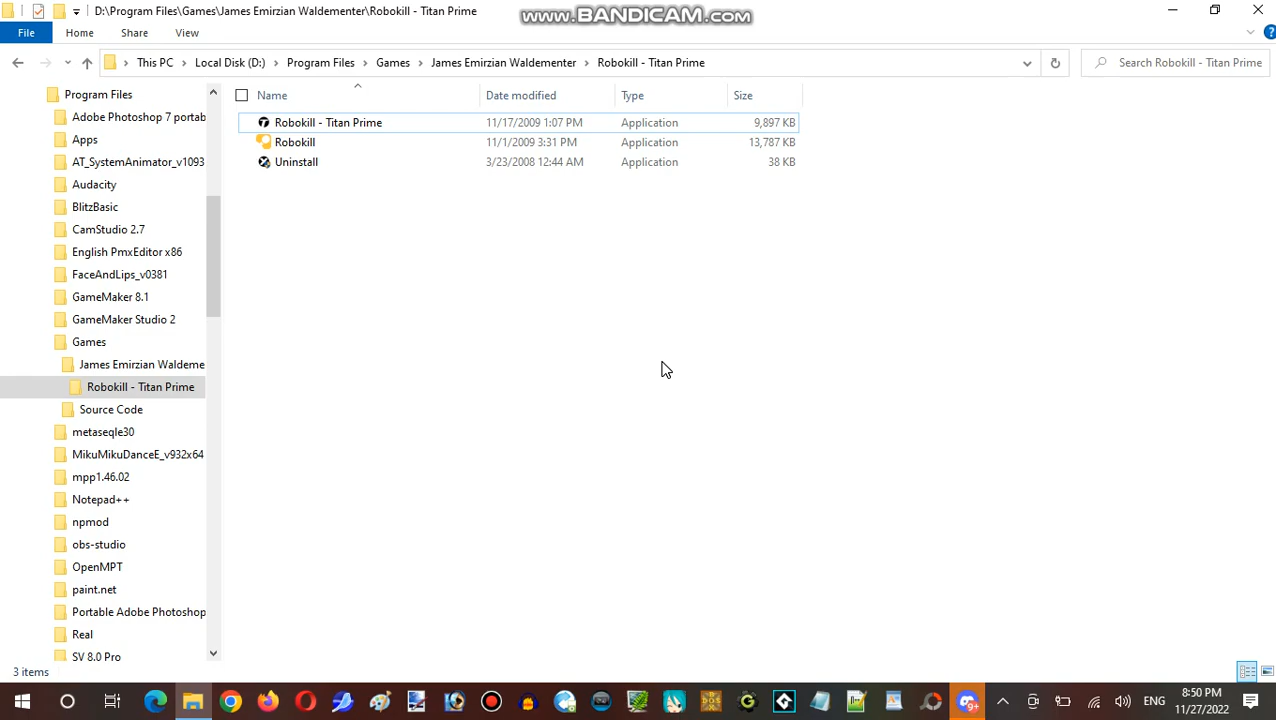 D:\Program Files\Games\James Emirzian Waldementer\Robokill - Titan Prime
www.BANDICAM.com
File Home Share View
This PC > Local Disk (D:) > Program Files > Games > James Emirzian Waldementer > Robokill - Titan Prime
Search Robokill - Titan Prime
Name Date modified Type Size
Robokill - Titan Prime 11/17/2009 1:07 PM Application 9,897 KB
Robokill 11/1/2009 3:31 PM Application 13,787 KB
Uninstall 3/23/2008 12:44 AM Application 38 KB
Program Files
Adobe Photoshop 7 portab
Apps
AT_SystemAnimator_v1093
Audacity
BlitzBasic
CamStudio 2.7
English PmxEditor x86
FaceAndLips_v0381
GameMaker 8.1
GameMaker Studio 2
Games
James Emirzian Waldeme
Robokill - Titan Prime
Source Code
metaseqle30
MikuMikuDanceE_v932x64
mpp1.46.02
Notepad++
npmod
obs-studio
OpenMPT
paint.net
Portable Adobe Photoshop
Real
SV 8.0 Pro
3 items
9+
ENG
8:50 PM
11/27/2022